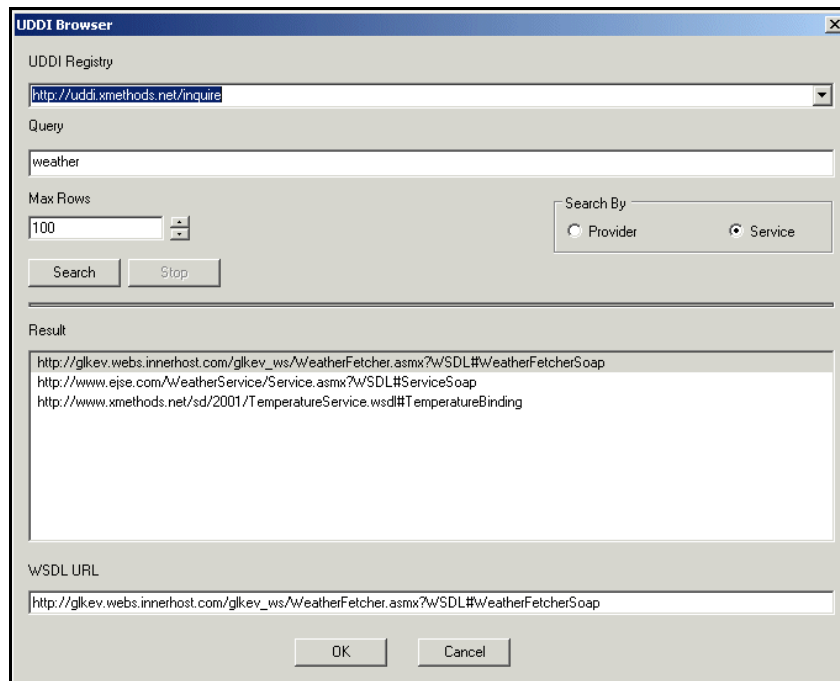 UDDI Browser
UDDI Registry
http://uddi.xmethods.net/inquire
Query
weather
Max Rows
100
Search By
Provider
Service
Search
Stop
Result
http://glkev.webs.innerhost.com/glkev_ws/WeatherFetcher.asmx?WSDL#WeatherFetcherSoap
http://www.ejse.com/WeatherService/Service.asmx?WSDL#ServiceSoap
http://www.xmethods.net/sd/2001/TemperatureService.wsdl#TemperatureBinding
WSDL URL
http://glkev.webs.innerhost.com/glkev_ws/WeatherFetcher.asmx?WSDL#WeatherFetcherSoap
OK
Cancel